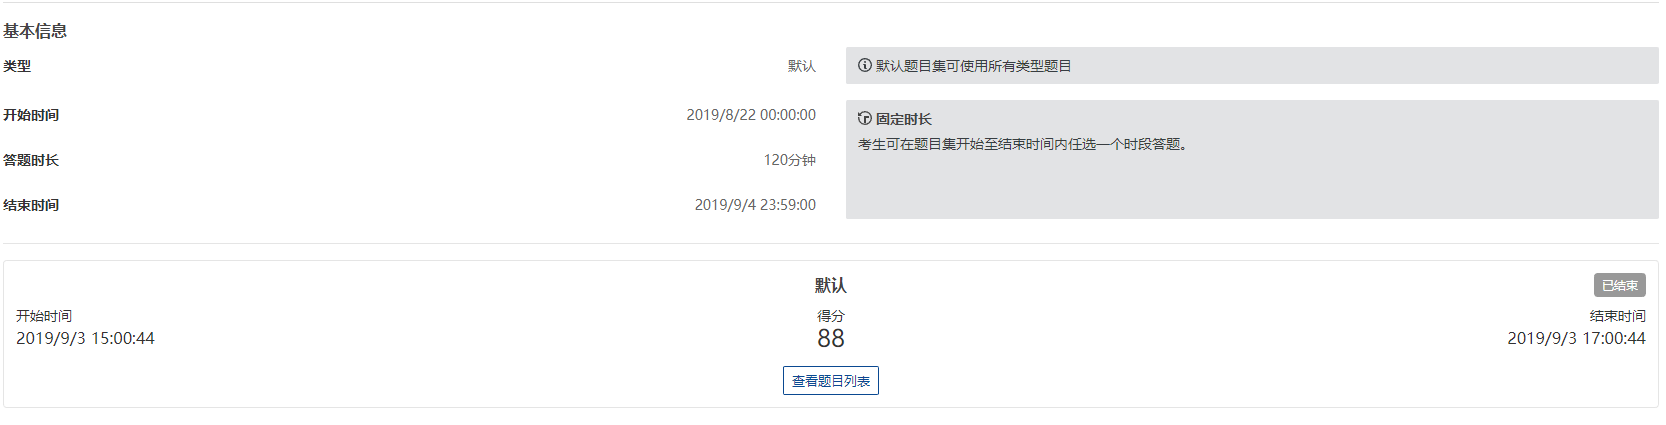 基本信息
类型
默认
默认题目集可使用所有类型题目
开始时间
2019/8/22 00:00:00
固定时长
考生可在题目集开始至结束时间内任选一个时段答题。
答题时长
120分钟
结束时间
2019/9/4 23:59:00
默认
已结束
开始时间
得分
结束时间
2019/9/3 15:00:44
88
2019/9/3 17:00:44
查看题目列表